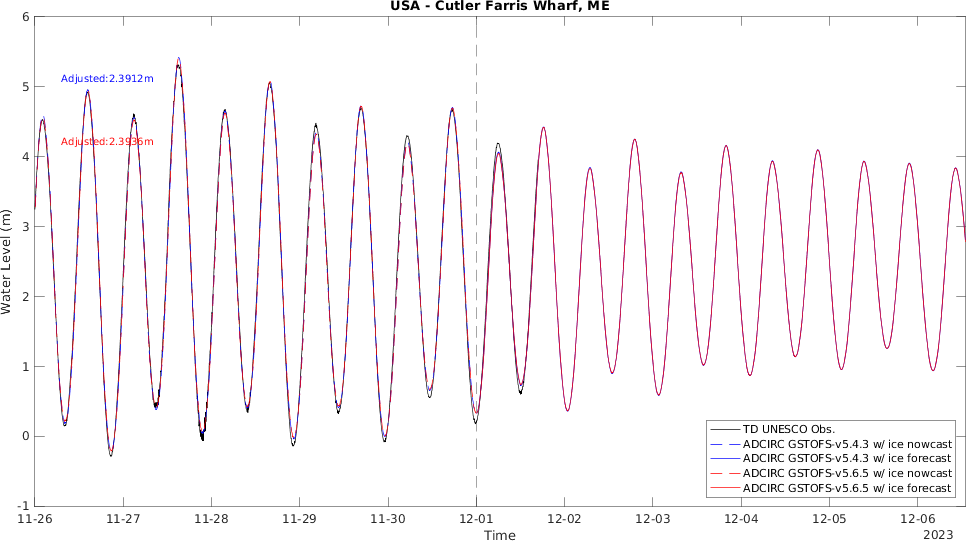 USA - Cutler Farris Wharf, ME
6
5
4
3
2
1
0
-1
Water Level (m)
Adjusted:2.3912m
Adjusted:2.3936m
TD UNESCO Obs.
ADCIRC GSTOFS-v5.4.3 w/ ice nowcast
ADCIRC GSTOFS-v5.4.3 w/ ice forecast
ADCIRC GSTOFS-v5.6.5 w/ ice nowcast
ADCIRC GSTOFS-v5.6.5 w/ ice forecast
11-26 11-27 11-28 11-29 11-30 12-01 12-02 12-03 12-04 12-05 12-06
Time
2023